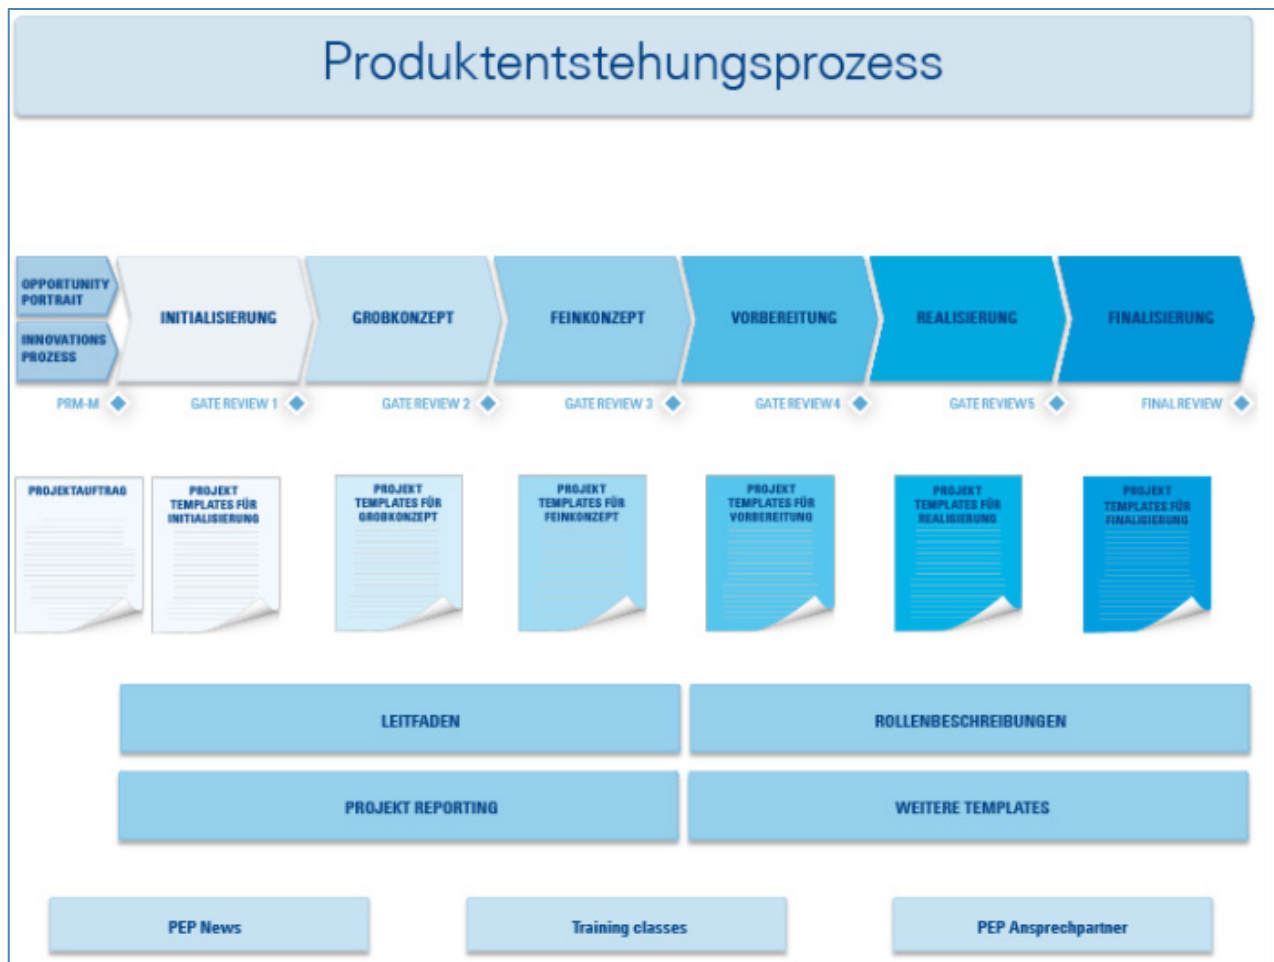 Produktentstehungsprozess
OPPORTUNITY
PORTRAIT
INNOVATIONS
PROZESS
INITIALISIERUNG
GROBKONZEPT
FEINKONZEPT
VORBEREITUNG
REALISIERUNG
FINALISIERUNG
PRM-M
GATE REVIEW 1
GATE REVIEW 2
GATE REVIEW 3
GATE REVIEW 4
GATE REVIEW 5
FINAL REVIEW
PROJEKTAUFTRAG
PROJEKT
TEMPLATES FÜR
INITIALISIERUNG
PROJEKT
TEMPLATES FÜR
GROBKONZEPT
PROJEKT
TEMPLATES FÜR
FEINKONZEPT
PROJEKT
TEMPLATES FÜR
VORBEREITUNG
PROJEKT
TEMPLATES FÜR
REALISIERUNG
PROJEKT
TEMPLATES FÜR
FINALISIERUNG
LEITFADEN
ROLLENBESCHREIBUNGEN
PROJEKT REPORTING
WEITERE TEMPLATES
PEP News
Training classes
PEP Ansprechpartner